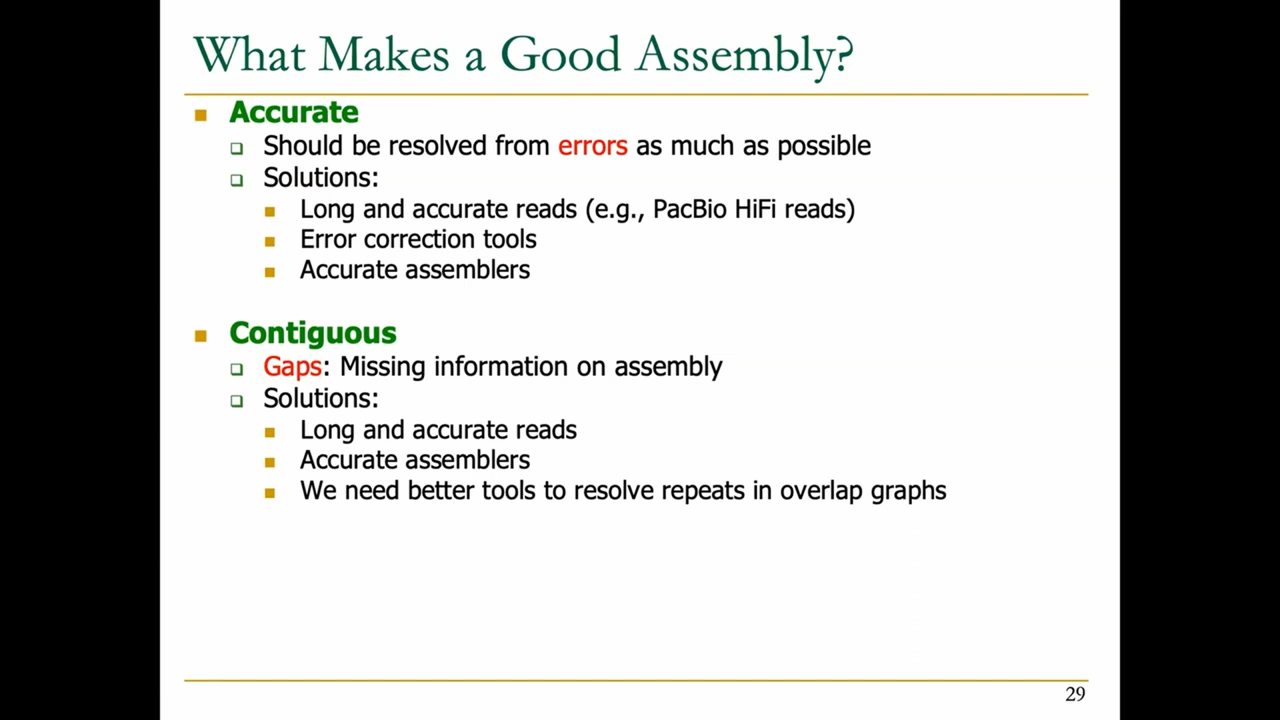 What Makes a Good Assembly?
Accurate
Should be resolved from errors as much as possible
Solutions:
Long and accurate reads (e.g., PacBio HiFi reads)
Error correction tools
Accurate assemblers
Contiguous
Gaps: Missing information on assembly
Solutions:
Long and accurate reads
Accurate assemblers
We need better tools to resolve repeats in overlap graphs
29